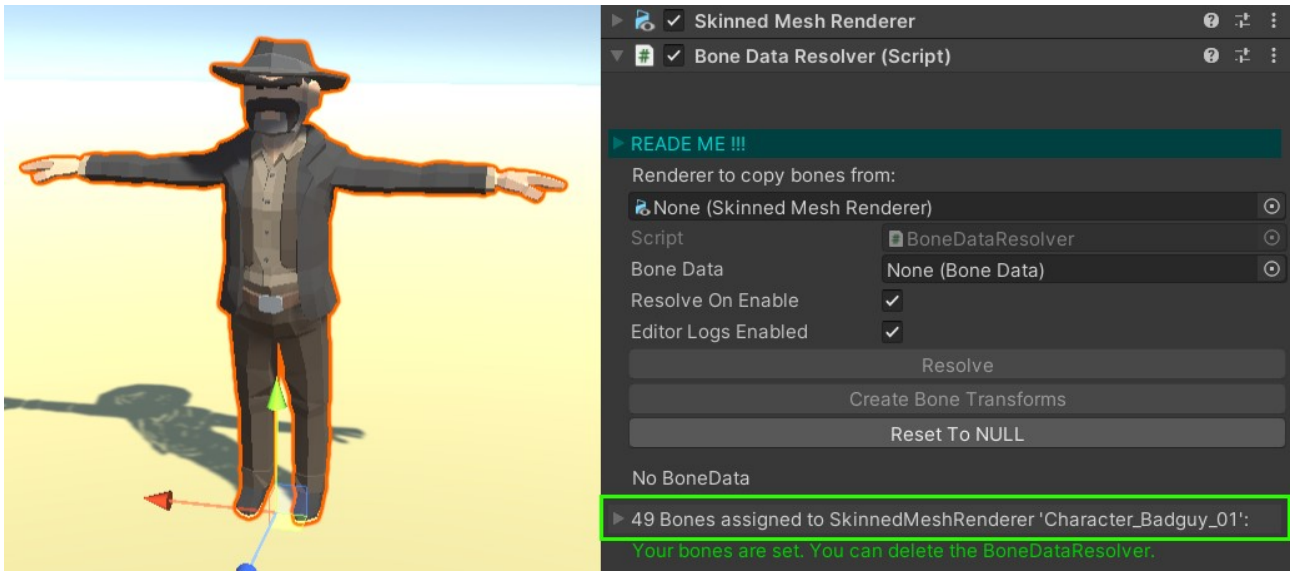 Skinned Mesh Renderer
Bone Data Resolver (Script)
READE ME !!!
Renderer to copy bones from:
None (Skinned Mesh Renderer)
Script BoneDataResolver
Bone Data None (Bone Data)
Resolve On Enable
Editor Logs Enabled
Resolve
Create Bone Transforms
Reset To NULL
No BoneData
49 Bones assigned to SkinnedMeshRenderer 'Character_Badguy_01':
Your bones are set. You can delete the BoneDataResolver.